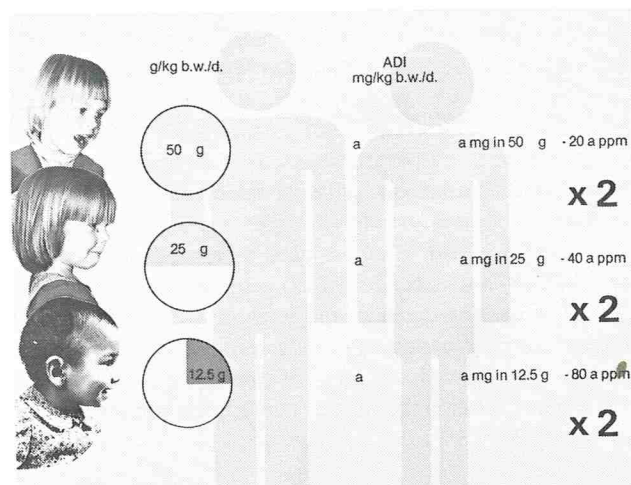 g/kg b.w./d.
ADI
mg/kg b.w./d.
50 g
a
a mg in 50 g - 20 a ppm
x 2
25 g
a
a mg in 25 g - 40 a ppm
x 2
12.5 g
a
a mg in 12.5 g - 80 a ppm
x 2